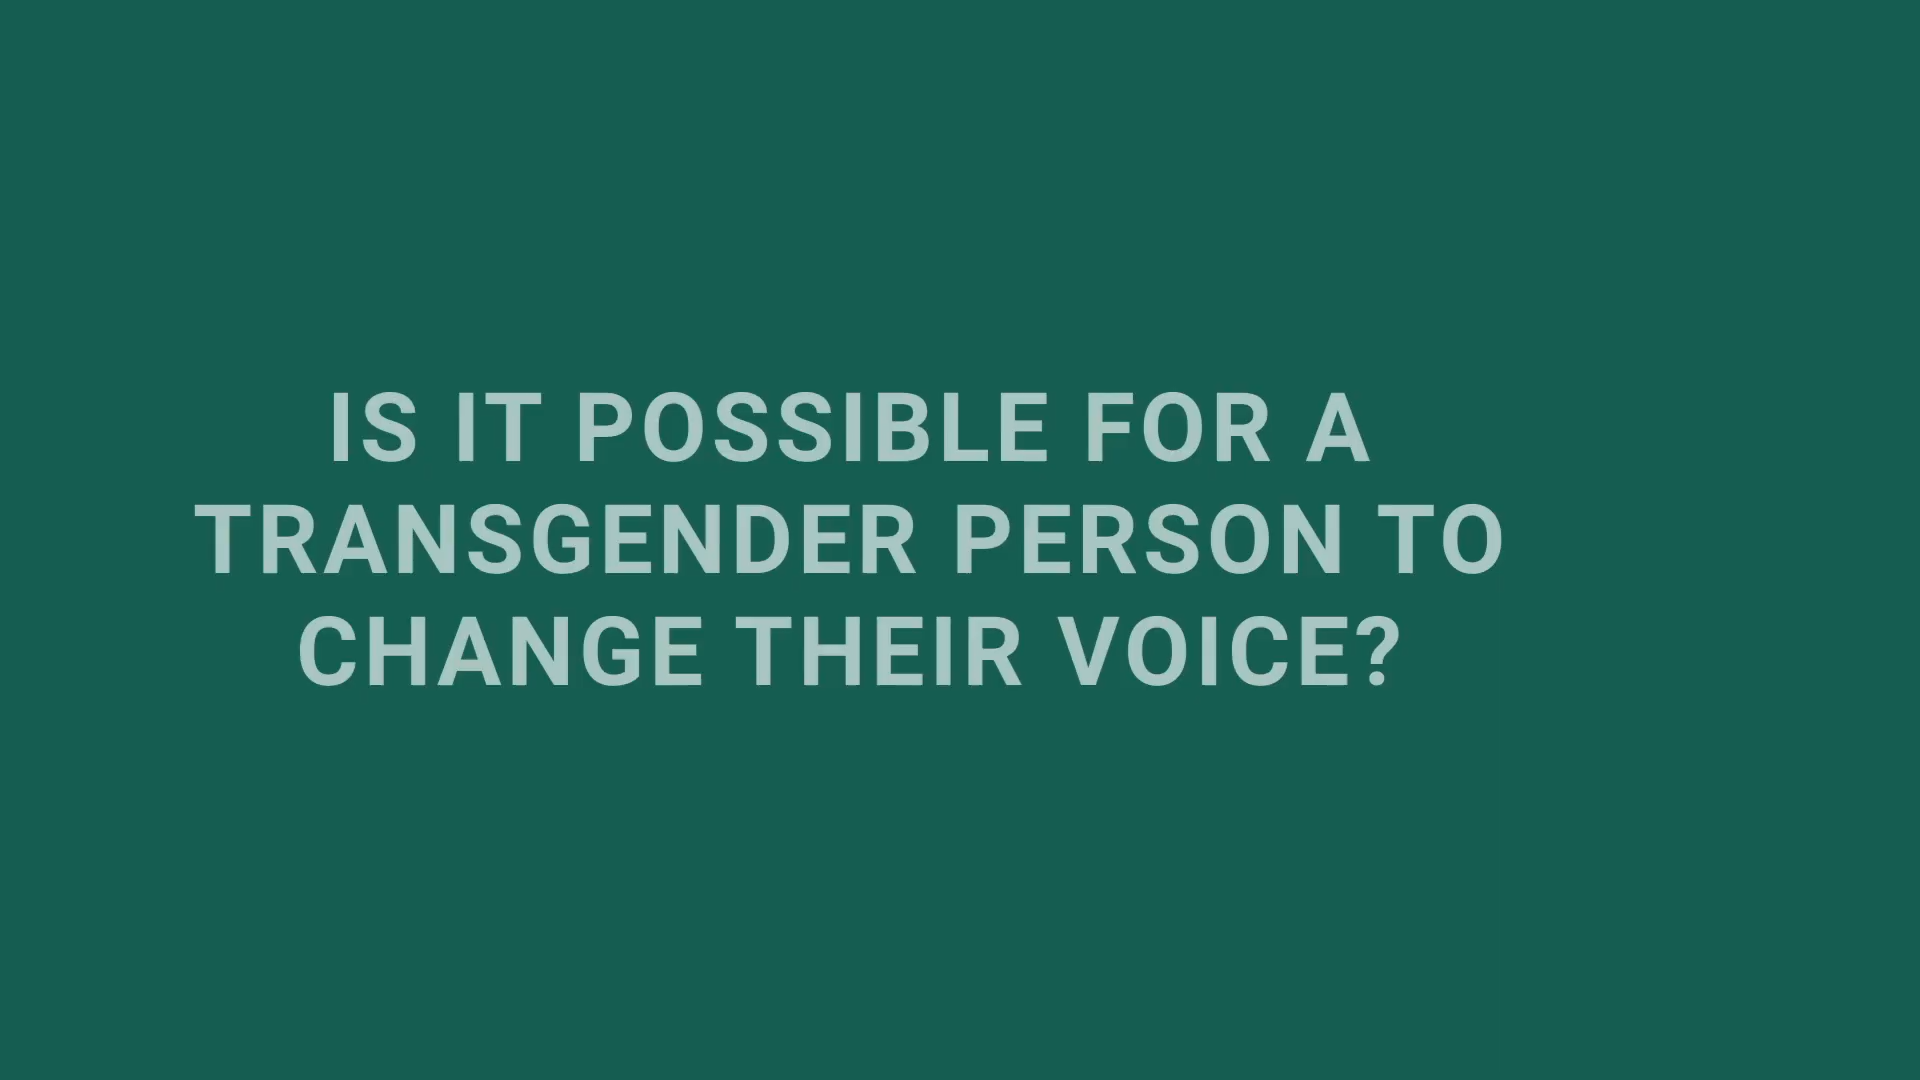 IS IT POSSIBLE FOR A
TRANSGENDER PERSON TO
CHANGE THEIR VOICE?